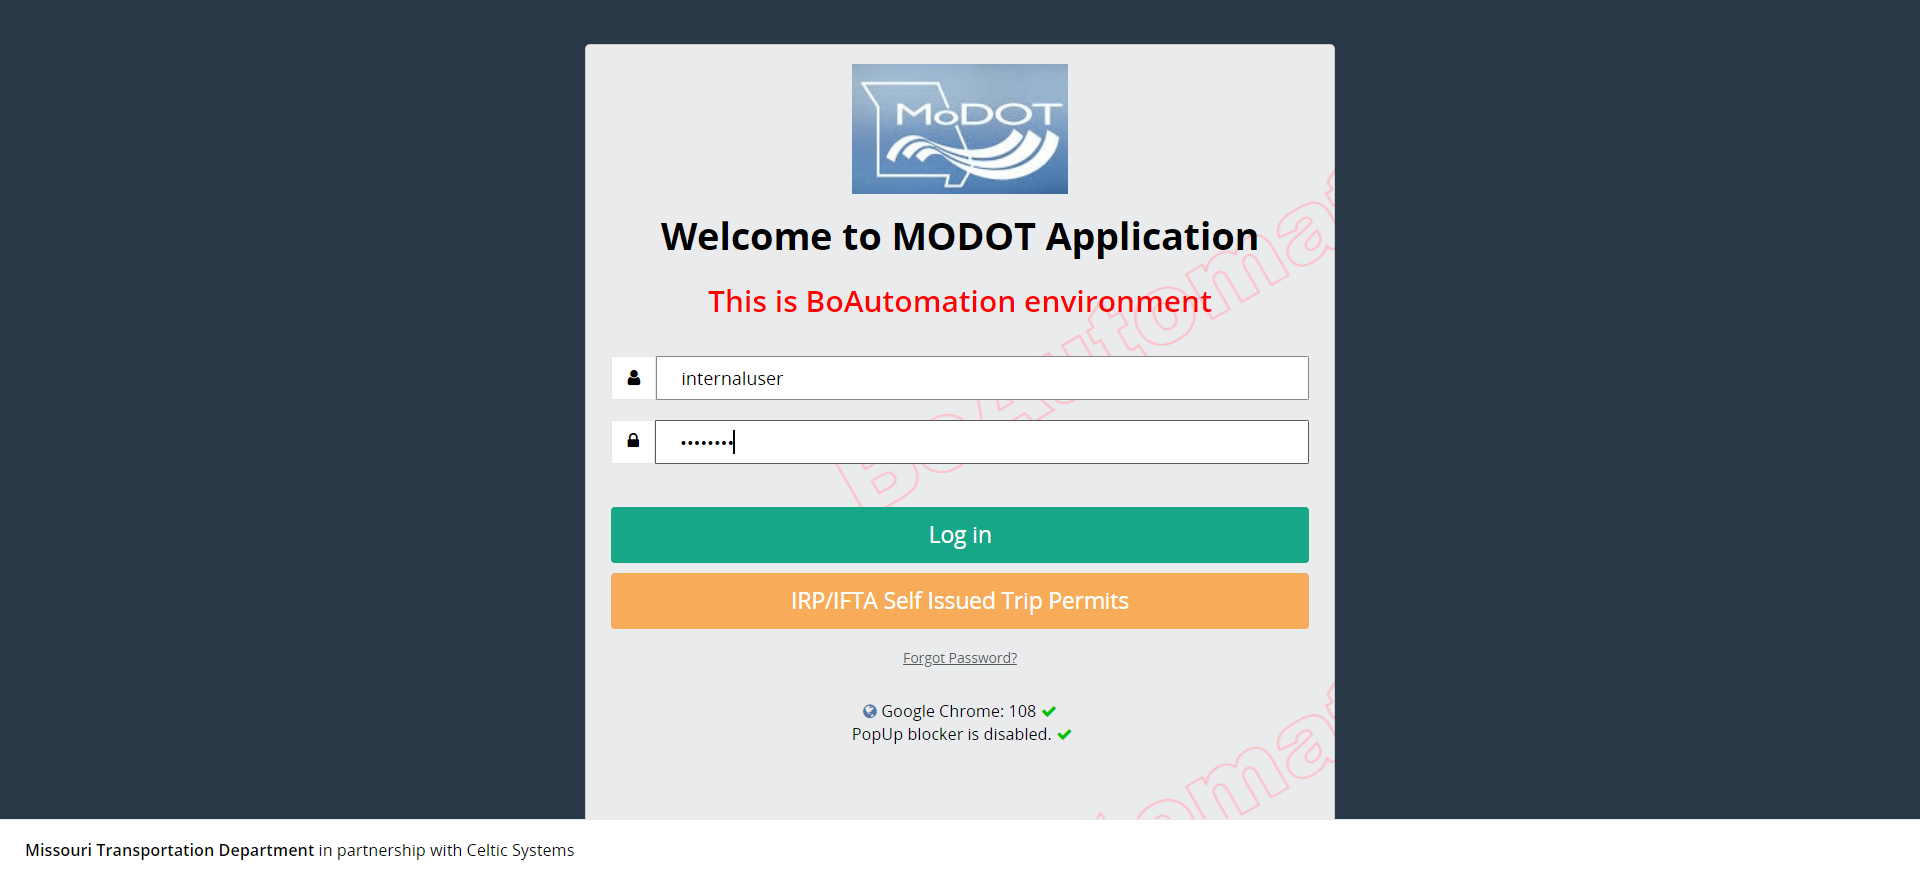 MoDOT
Welcome to MODOT Application
This is BoAutomation environment
internaluser
••••••••
Log in
IRP/IFTA Self Issued Trip Permits
Forgot Password?
Google Chrome: 108
PopUp blocker is disabled.
Missouri Transportation Department in partnership with Celtic Systems
BoAutomat
tomat